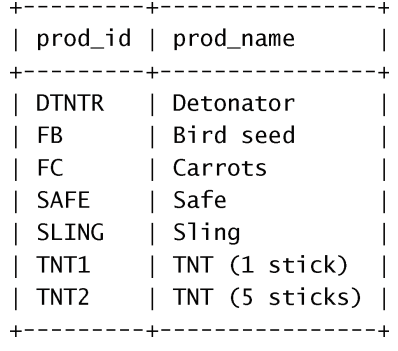 +---------+----------------+
| prod_id | prod_name      |
+---------+----------------+
| DTNTR   | Detonator      |
| FB      | Bird seed      |
| FC      | Carrots        |
| SAFE    | Safe           |
| SLING   | Sling          |
| TNT1    | TNT (1 stick)  |
| TNT2    | TNT (5 sticks) |
+---------+----------------+